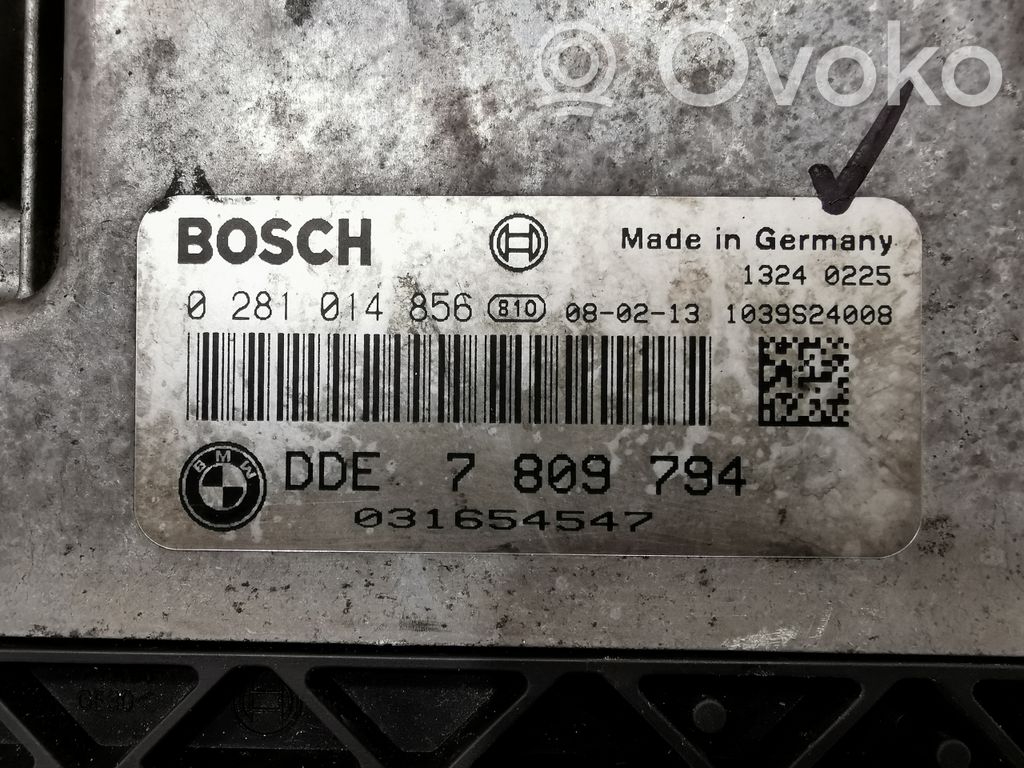 Ovoko
BOSCH Made in Germany
1324 0225
0 281 014 856 810 08-02-13 1039S24008
BMW DDE 7 809 794
031654547